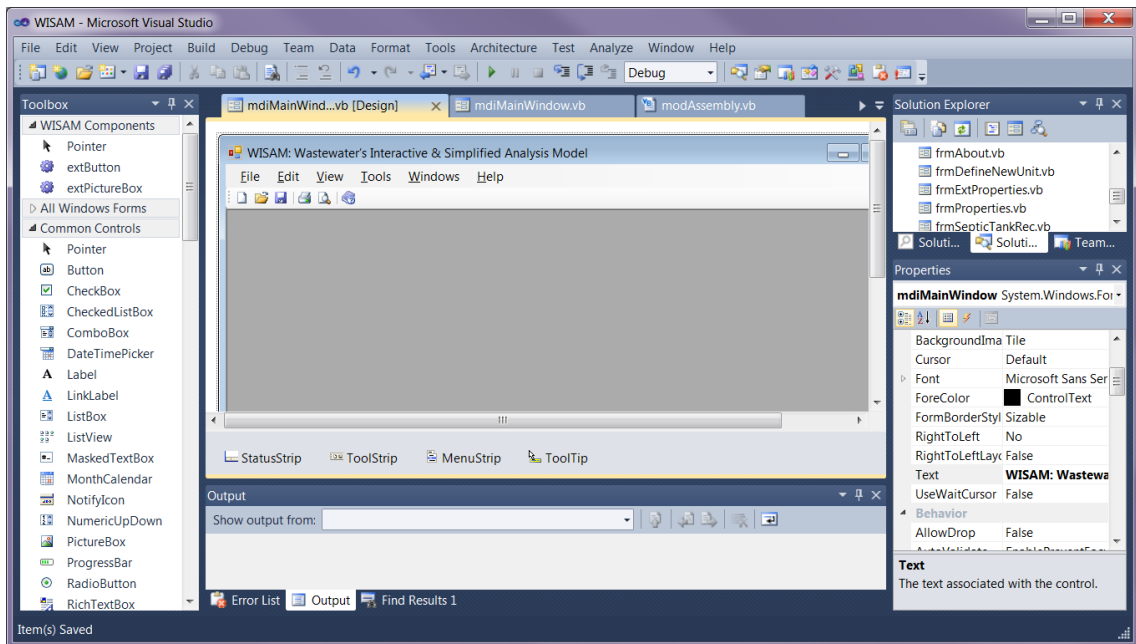 WISAM - Microsoft Visual Studio
File Edit View Project Build Debug Team Data Format Tools Architecture Test Analyze Window Help
Debug
Toolbox
WISAM Components
Pointer
extButton
extPictureBox
All Windows Forms
Common Controls
Pointer
Button
CheckBox
CheckedListBox
ComboBox
DateTimePicker
Label
LinkLabel
ListBox
ListView
MaskedTextBox
MonthCalendar
NotifyIcon
NumericUpDown
PictureBox
ProgressBar
RadioButton
RichTextBox
mdiMainWind...vb [Design] mdiMainWindow.vb modAssembly.vb
WISAM: Wastewater's Interactive & Simplified Analysis Model
File Edit View Tools Windows Help
StatusStrip ToolStrip MenuStrip ToolTip
Output
Show output from:
Error List Output Find Results 1
Solution Explorer
frmAbout.vb
frmDefineNewUnit.vb
frmExtProperties.vb
frmProperties.vb
frmSepticTankRec.vb
Soluti... Soluti... Team...
Properties
mdiMainWindow System.Windows.For
BackgroundIma Tile
Cursor Default
Font Microsoft Sans Ser
ForeColor ControlText
FormBorderStyl Sizable
RightToLeft No
RightToLeftLayo False
Text WISAM: Wastewa
UseWaitCursor False
Behavior
AllowDrop False
Text
The text associated with the control.
Item(s) Saved